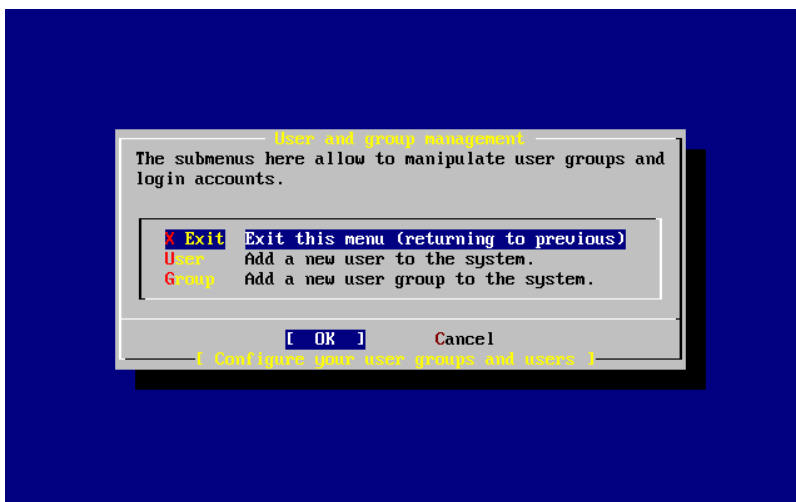 User and group management
The submenus here allow to manipulate user groups and
login accounts.
X Exit Exit this menu (returning to previous)
User Add a new user to the system.
Group Add a new user group to the system.
[ OK ] Cancel
[ Configure your user groups and users ]